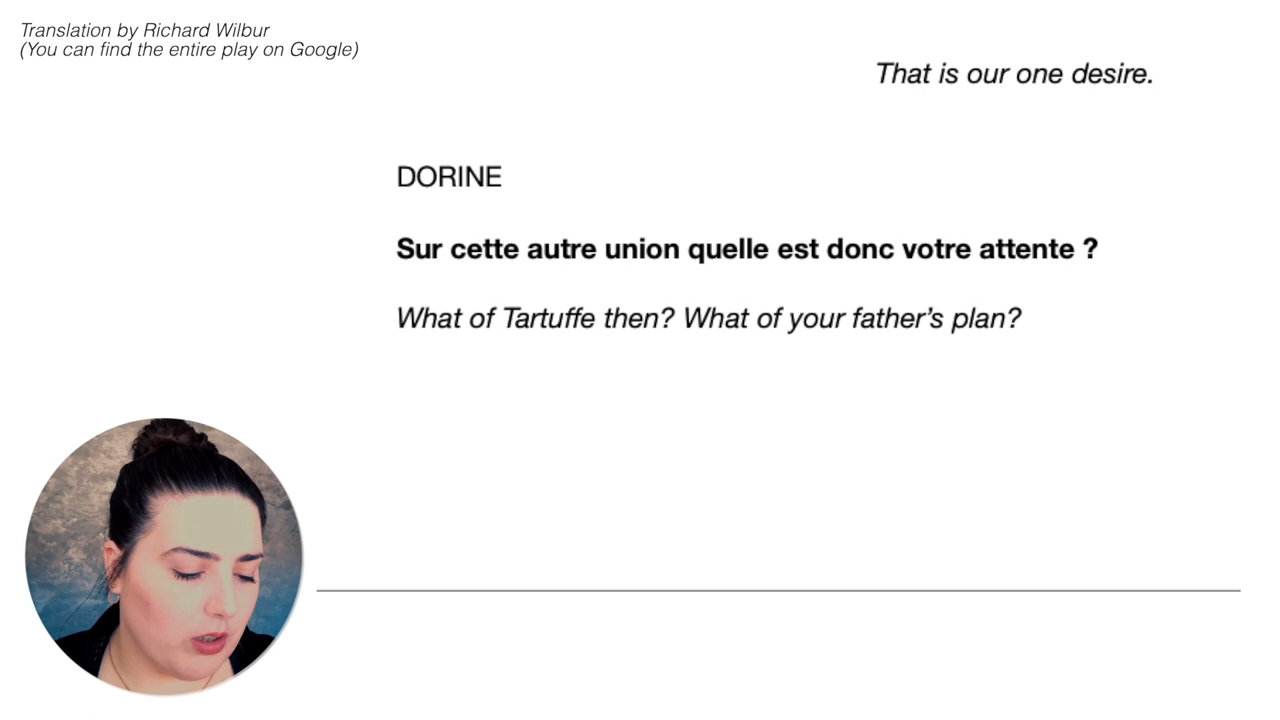 Translation by Richard Wilbur
(You can find the entire play on Google)
That is our one desire.
DORINE
Sur cette autre union quelle est donc votre attente ?
What of Tartuffe then? What of your father’s plan?